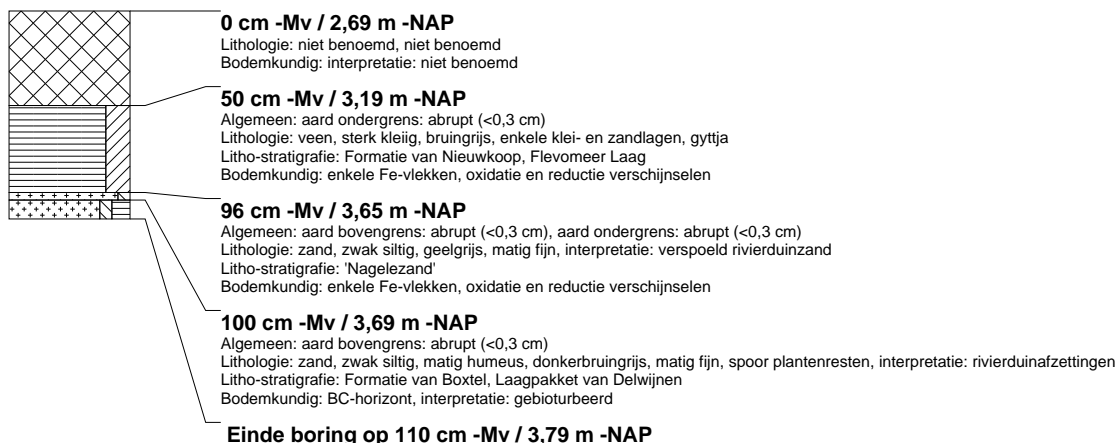 0 cm -Mv / 2,69 m -NAP
Lithologie: niet benoemd, niet benoemd
Bodemkundig: interpretatie: niet benoemd
50 cm -Mv / 3,19 m -NAP
Algemeen: aard ondergrens: abrupt (<0,3 cm)
Lithologie: veen, sterk kleiig, bruingrijs, enkele klei- en zandlagen, gyttja
Litho-stratigrafie: Formatie van Nieuwkoop, Flevomeer Laag
Bodemkundig: enkele Fe-vlekken, oxidatie en reductie verschijnselen
96 cm -Mv / 3,65 m -NAP
Algemeen: aard bovengrens: abrupt (<0,3 cm), aard ondergrens: abrupt (<0,3 cm)
Lithologie: zand, zwak siltig, geelgrijs, matig fijn, interpretatie: verspoeld rivierduinzand
Litho-stratigrafie: 'Nagelezand'
Bodemkundig: enkele Fe-vlekken, oxidatie en reductie verschijnselen
100 cm -Mv / 3,69 m -NAP
Algemeen: aard bovengrens: abrupt (<0,3 cm)
Lithologie: zand, zwak siltig, matig humeus, donkerbruingrijs, matig fijn, spoor plantenresten, interpretatie: rivierduinafzettingen
Litho-stratigrafie: Formatie van Boxtel, Laagpakket van Delwijnen
Bodemkundig: BC-horizont, interpretatie: gebioturbeerd
Einde boring op 110 cm -Mv / 3,79 m -NAP